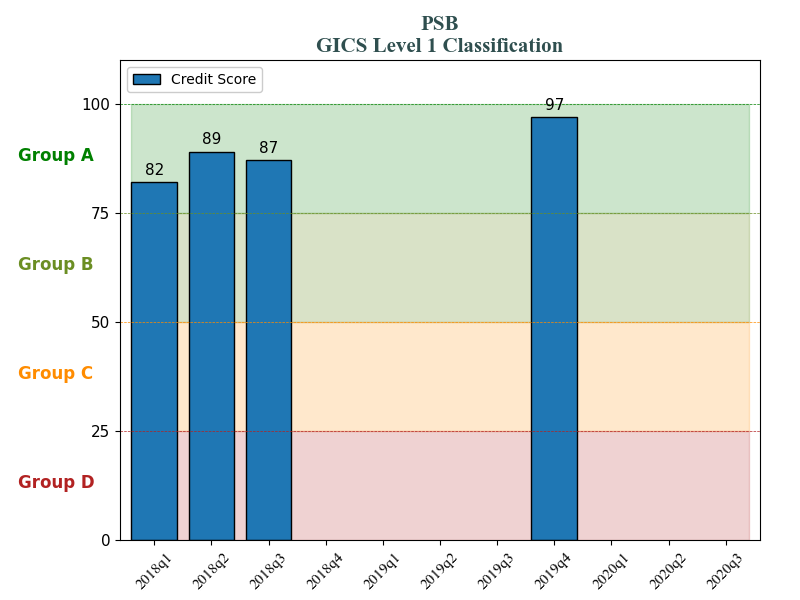 PSB
GICS Level 1 Classification
Credit Score
100
97
Group A
89
87
82
75
Group B
50
Group C
25
Group D
0
2018q1
2018q2
2018q3
2018q4
2019q1
2019q2
2019q3
2019q4
2020q1
2020q2
2020q3